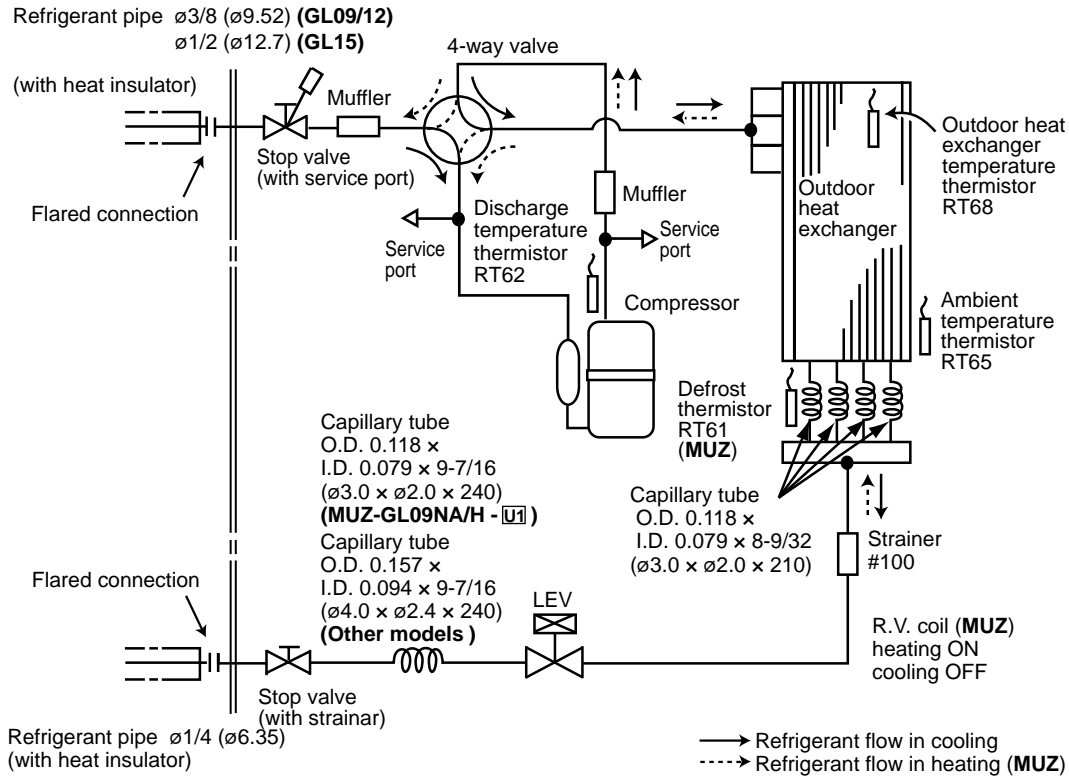 Refrigerant pipe ø3/8 (ø9.52) (GL09/12)
ø1/2 (ø12.7) (GL15)
(with heat insulator)
4-way valve
Muffler
Stop valve
(with service port)
Flared connection
Service
port
Discharge
temperature
thermistor
RT62
Muffler
Service
port
Compressor
Outdoor
heat
exchanger
Outdoor heat
exchanger
temperature
thermistor
RT68
Ambient
temperature
thermistor
RT65
Defrost
thermistor
RT61
(MUZ)
Capillary tube
O.D. 0.118 ×
I.D. 0.079 × 9-7/16
(ø3.0 × ø2.0 × 240)
(MUZ-GL09NA/H - U1 )
Capillary tube
O.D. 0.157 ×
I.D. 0.094 × 9-7/16
(ø4.0 × ø2.4 × 240)
(Other models )
Capillary tube
O.D. 0.118 ×
I.D. 0.079 × 8-9/32
(ø3.0 × ø2.0 × 210)
Strainer
#100
Flared connection
LEV
R.V. coil (MUZ)
heating ON
cooling OFF
Stop valve
(with strainar)
Refrigerant pipe ø1/4 (ø6.35)
(with heat insulator)
Refrigerant flow in cooling
Refrigerant flow in heating (MUZ)